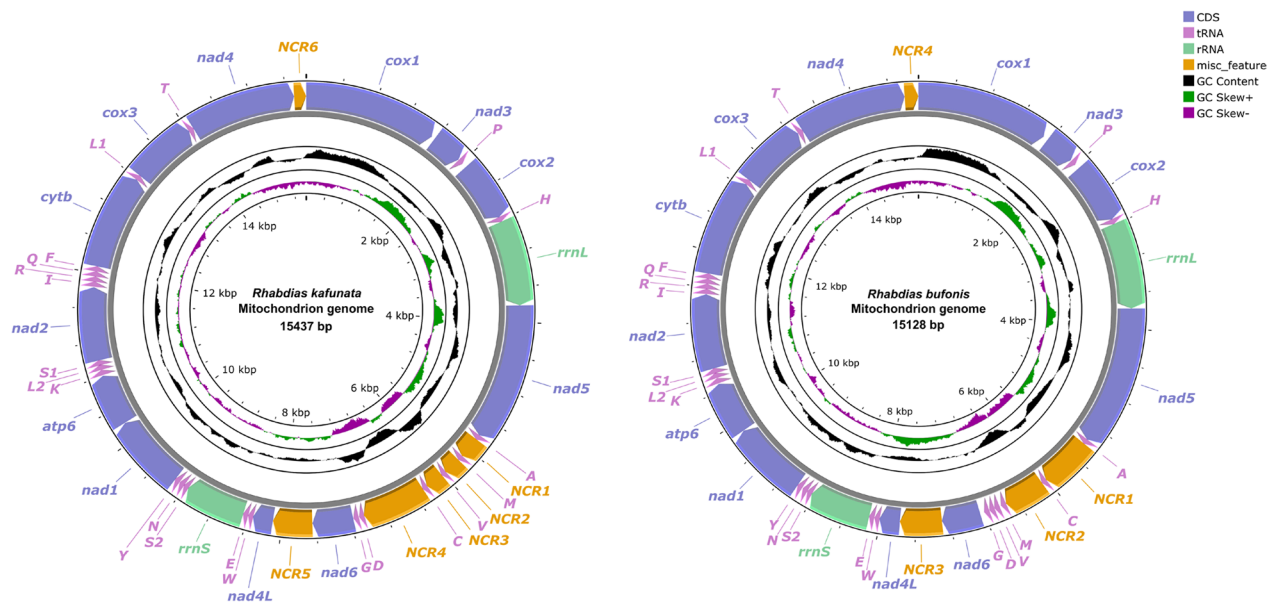 CDS
tRNA
rRNA
misc_feature
GC Content
GC Skew+
GC Skew-
NCR6
cox1
nad3
P
cox2
H
rrnL
nad5
A
NCR1
M
NCR2
V
NCR3
C
NCR4
D
G
nad6
NCR5
nad4L
W
E
rrnS
S2
Y
N
nad1
atp6
K
L2
S1
nad2
I
R
Q
F
cytb
L1
cox3
T
nad4
2 kbp
4 kbp
6 kbp
8 kbp
10 kbp
12 kbp
14 kbp
Rhabdias kafunata
Mitochondrion genome
15437 bp
NCR4
cox1
nad3
P
cox2
H
rrnL
nad5
A
NCR1
C
NCR2
M
V
D
G
nad6
NCR3
nad4L
W
E
rrnS
S2
N
Y
nad1
atp6
K
L2
S1
nad2
I
R
Q
F
cytb
L1
cox3
T
nad4
2 kbp
4 kbp
6 kbp
8 kbp
10 kbp
12 kbp
14 kbp
Rhabdias bufonis
Mitochondrion genome
15128 bp